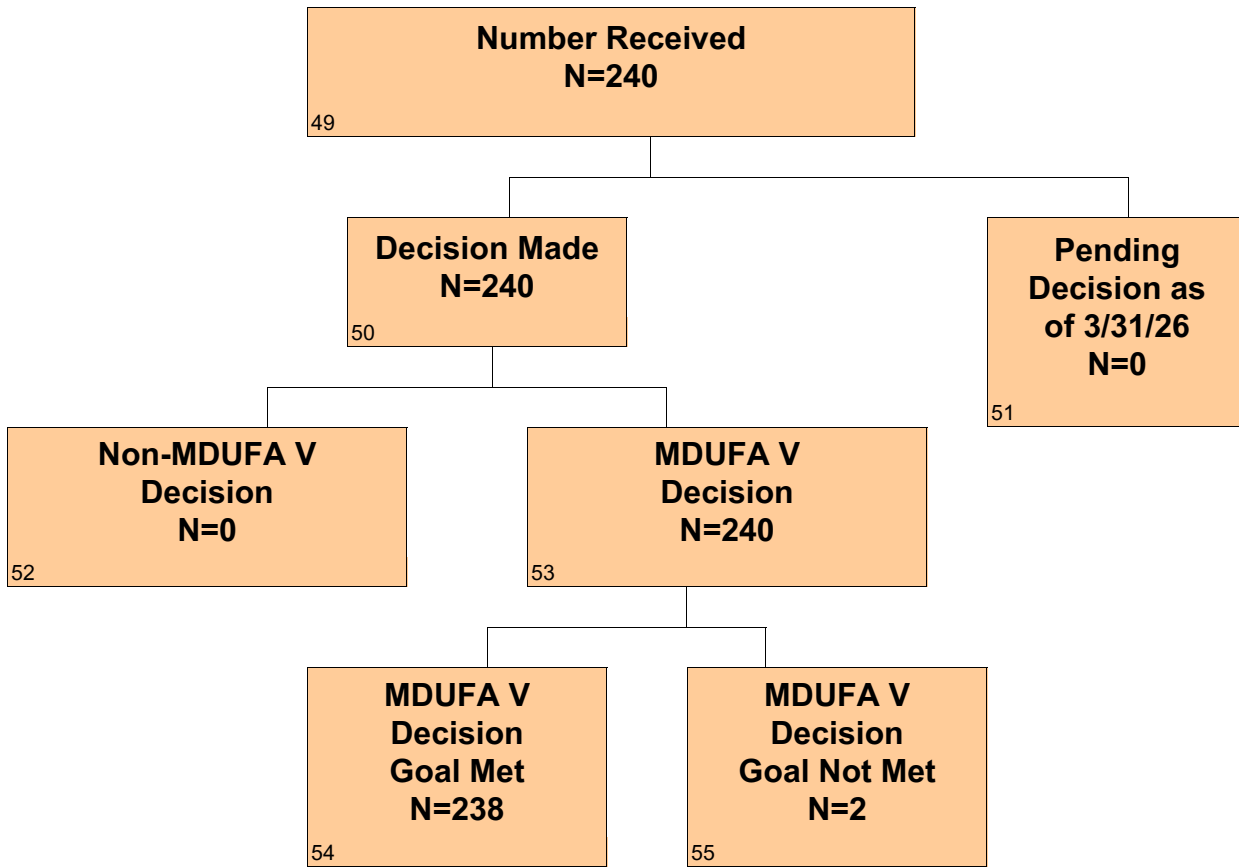 Number Received
N=240
49
Decision Made
N=240
50
Pending
Decision as
of 3/31/26
N=0
51
Non-MDUFA V
Decision
N=0
52
MDUFA V
Decision
N=240
53
MDUFA V
Decision
Goal Met
N=238
54
MDUFA V
Decision
Goal Not Met
N=2
55